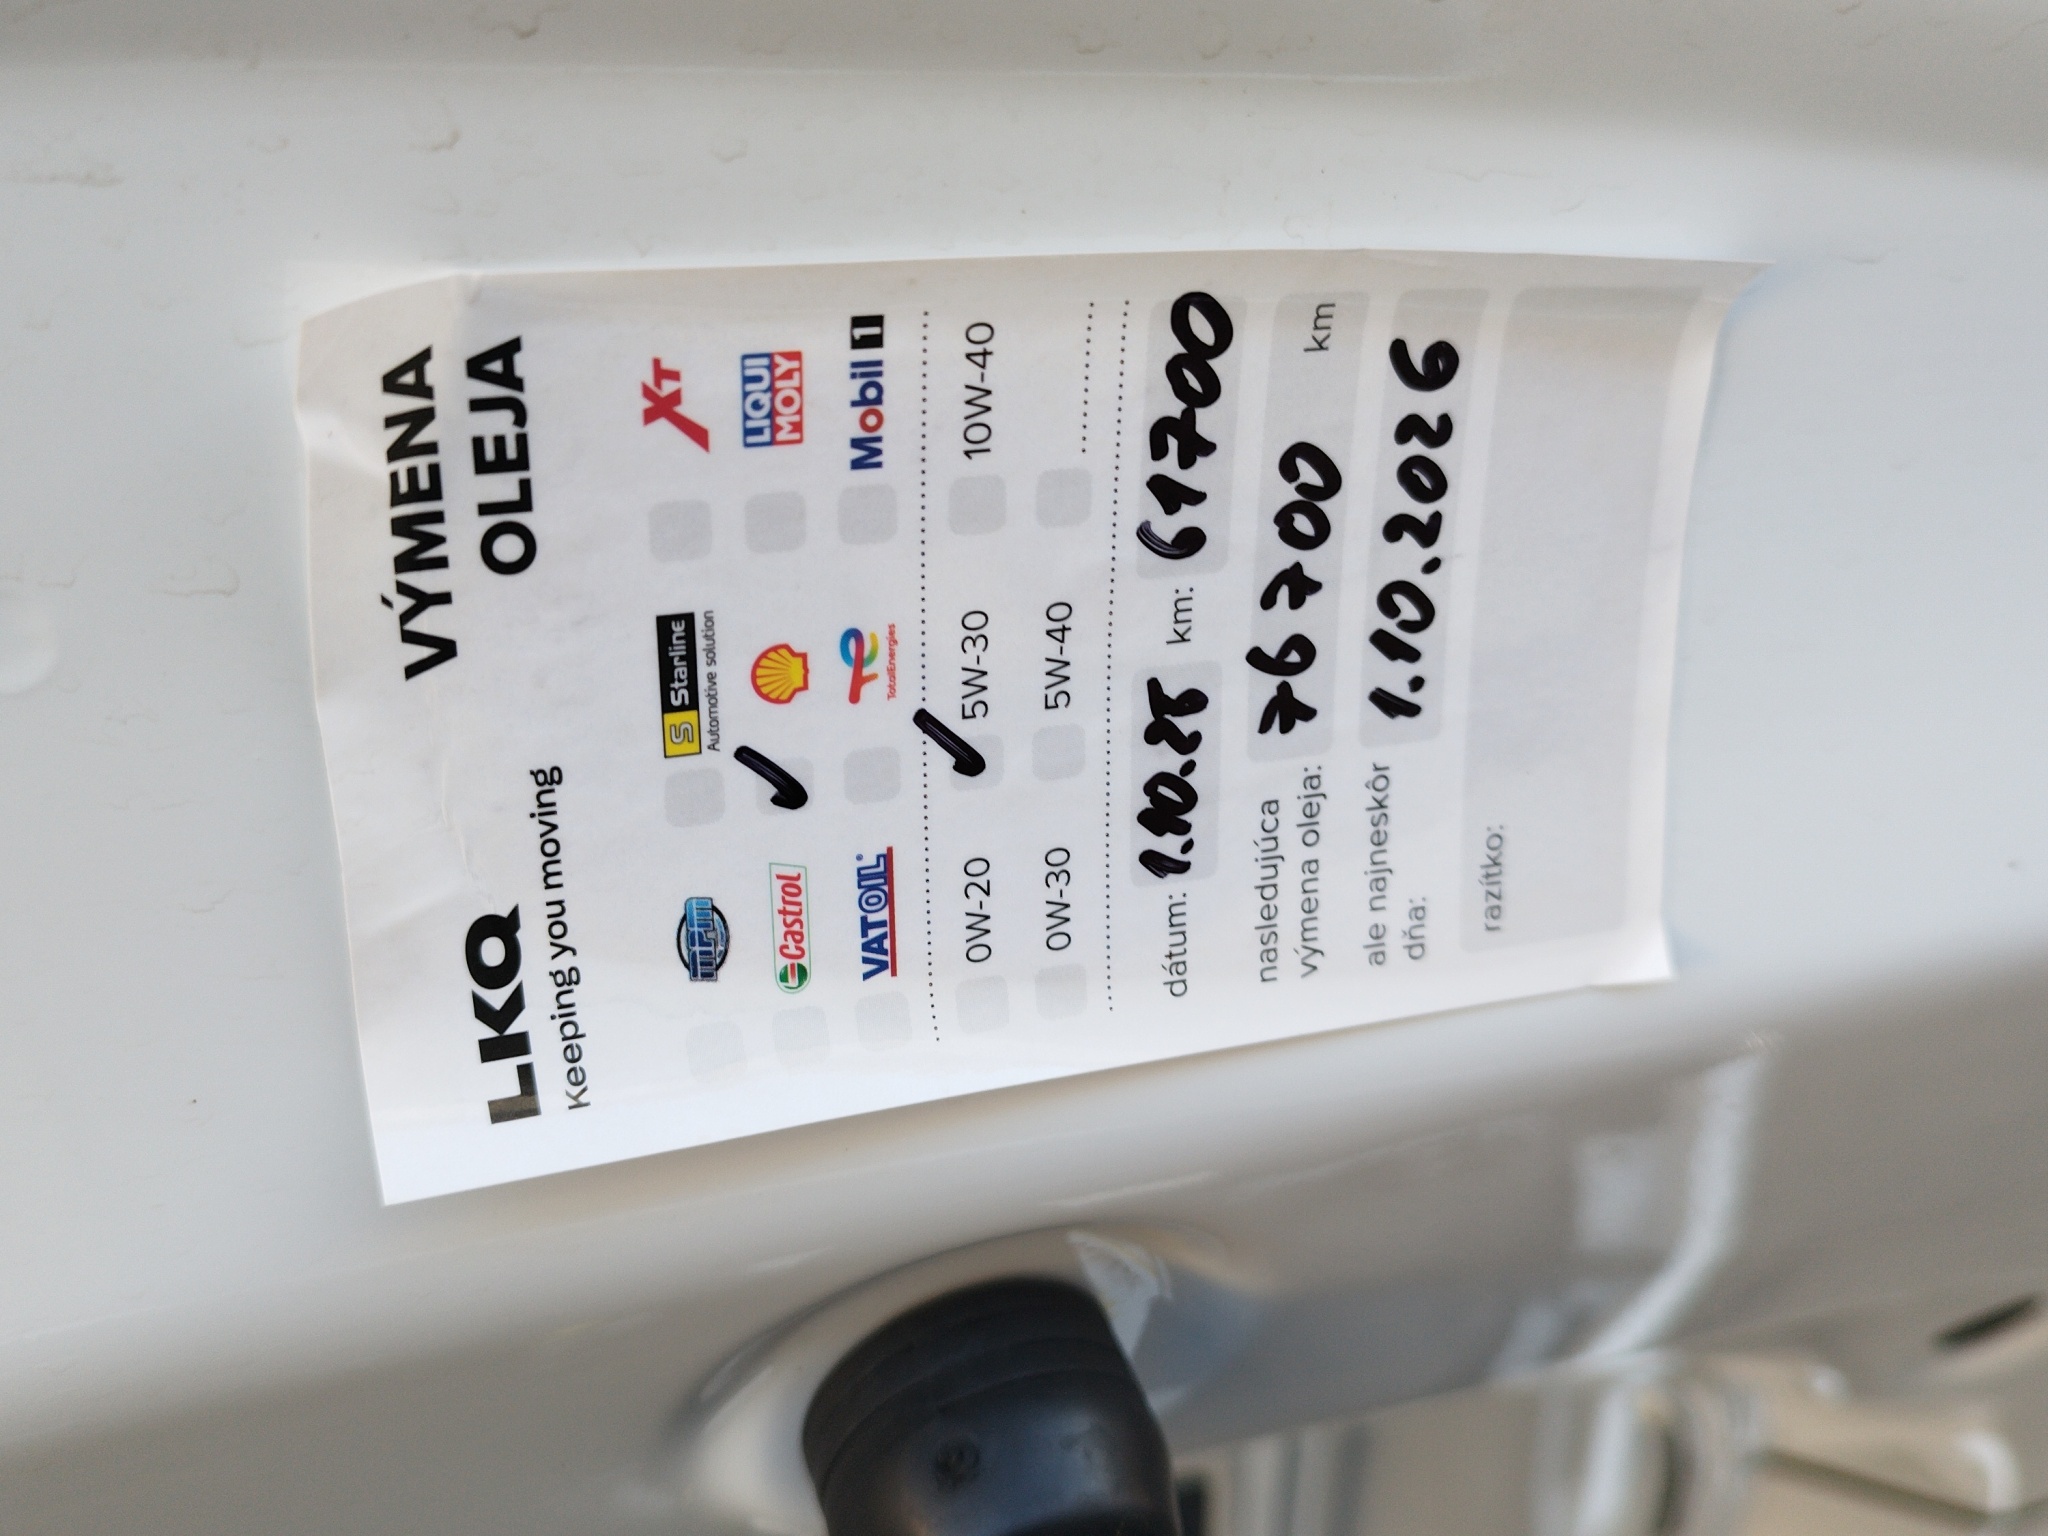 LKQ VÝMENA
Keeping you moving OLEJA
mpm S Starline XT
Automotive solution
Castrol LIQUI
MOLY
VATOIL TotalEnergies Mobil 1
0W-20 5W-30 10W-40
0W-30 5W-40
dátum: 1.10.25 km: 61700
nasledujúca
výmena oleja: 76700 km
ale najneskôr
dňa: 1.10.2026
razítko: